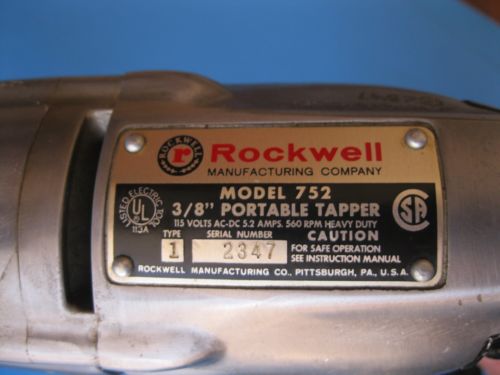 ROCKWELL
r Rockwell
MANUFACTURING COMPANY
MODEL 752
3/8" PORTABLE TAPPER
115 VOLTS AC-DC 5.2 AMPS. 560 RPM HEAVY DUTY
LISTED ELECTRIC TOOL
UL
113A
SA
TYPE SERIAL NUMBER CAUTION
1 2347 FOR SAFE OPERATION
SEE INSTRUCTION MANUAL
ROCKWELL MANUFACTURING CO., PITTSBURGH, PA., U.S.A.